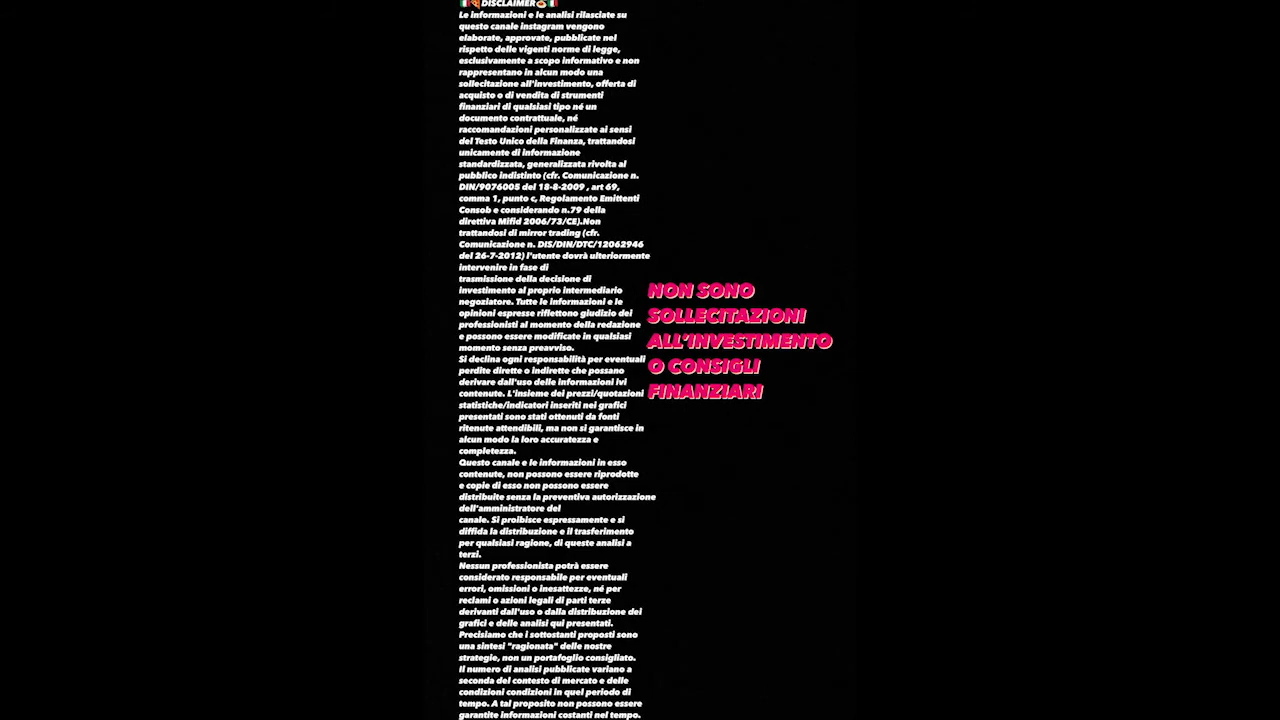 🇮🇹🍕DISCLAIMER🍝🇮🇹
Le informazioni e le analisi rilasciate su
questo canale instagram vengono
elaborate, approvate, pubblicate nel
rispetto delle vigenti norme di legge,
esclusivamente a scopo informativo e non
rappresentano in alcun modo una
sollecitazione all'investimento, offerta di
acquisto o di vendita di strumenti
finanziari di qualsiasi tipo né un
documento contrattuale, né
raccomandazioni personalizzate ai sensi
del Testo Unico della Finanza, trattandosi
unicamente di informazione
standardizzata, generalizzata rivolta al
pubblico indistinto (cfr. Comunicazione n.
DIN/9076005 del 18-8-2009 , art 69,
comma 1, punto c, Regolamento Emittenti
Consob e considerando n.79 della
direttiva Mifid 2006/73/CE).Non
trattandosi di mirror trading (cfr.
Comunicazione n. DIS/DIN/DTC/12062946
del 26-7-2012) l'utente dovrà ulteriormente
intervenire in fase di
trasmissione della decisione di
investimento al proprio intermediario
negoziatore. Tutte le informazioni e le
opinioni espresse riflettono giudizio dei
professionisti al momento della redazione
e possono essere modificate in qualsiasi
momento senza preavviso.
Si declina ogni responsabilità per eventuali
perdite dirette o indirette che possano
derivare dall'uso delle informazioni ivi
contenute. L'insieme dei prezzi/quotazioni
statistiche/indicatori inseriti nei grafici
presentati sono stati ottenuti da fonti
ritenute attendibili, ma non si garantisce in
alcun modo la loro accuratezza e
completezza.
Questo canale e le informazioni in esso
contenute, non possono essere riprodotte
e copie di esso non possono essere
distribuite senza la preventiva autorizzazione
dell'amministratore del
canale. Si proibisce espressamente e si
diffida la distribuzione e il trasferimento
per qualsiasi ragione, di queste analisi a
terzi.
Nessun professionista potrà essere
considerato responsabile per eventuali
errori, omissioni o inesattezze, né per
reclami o azioni legali di parti terze
derivanti dall'uso o dalla distribuzione dei
grafici e delle analisi qui presentati.
Precisiamo che i sottostanti proposti sono
una sintesi "ragionata" delle nostre
strategie, non un portafoglio consigliato.
Il numero di analisi pubblicate variano a
seconda del contesto di mercato e delle
condizioni condizioni in quel periodo di
tempo. A tal proposito non possono essere
garantite informazioni costanti nel tempo.
NON SONO
SOLLECITAZIONI
ALL'INVESTIMENTO
O CONSIGLI
FINANZIARI